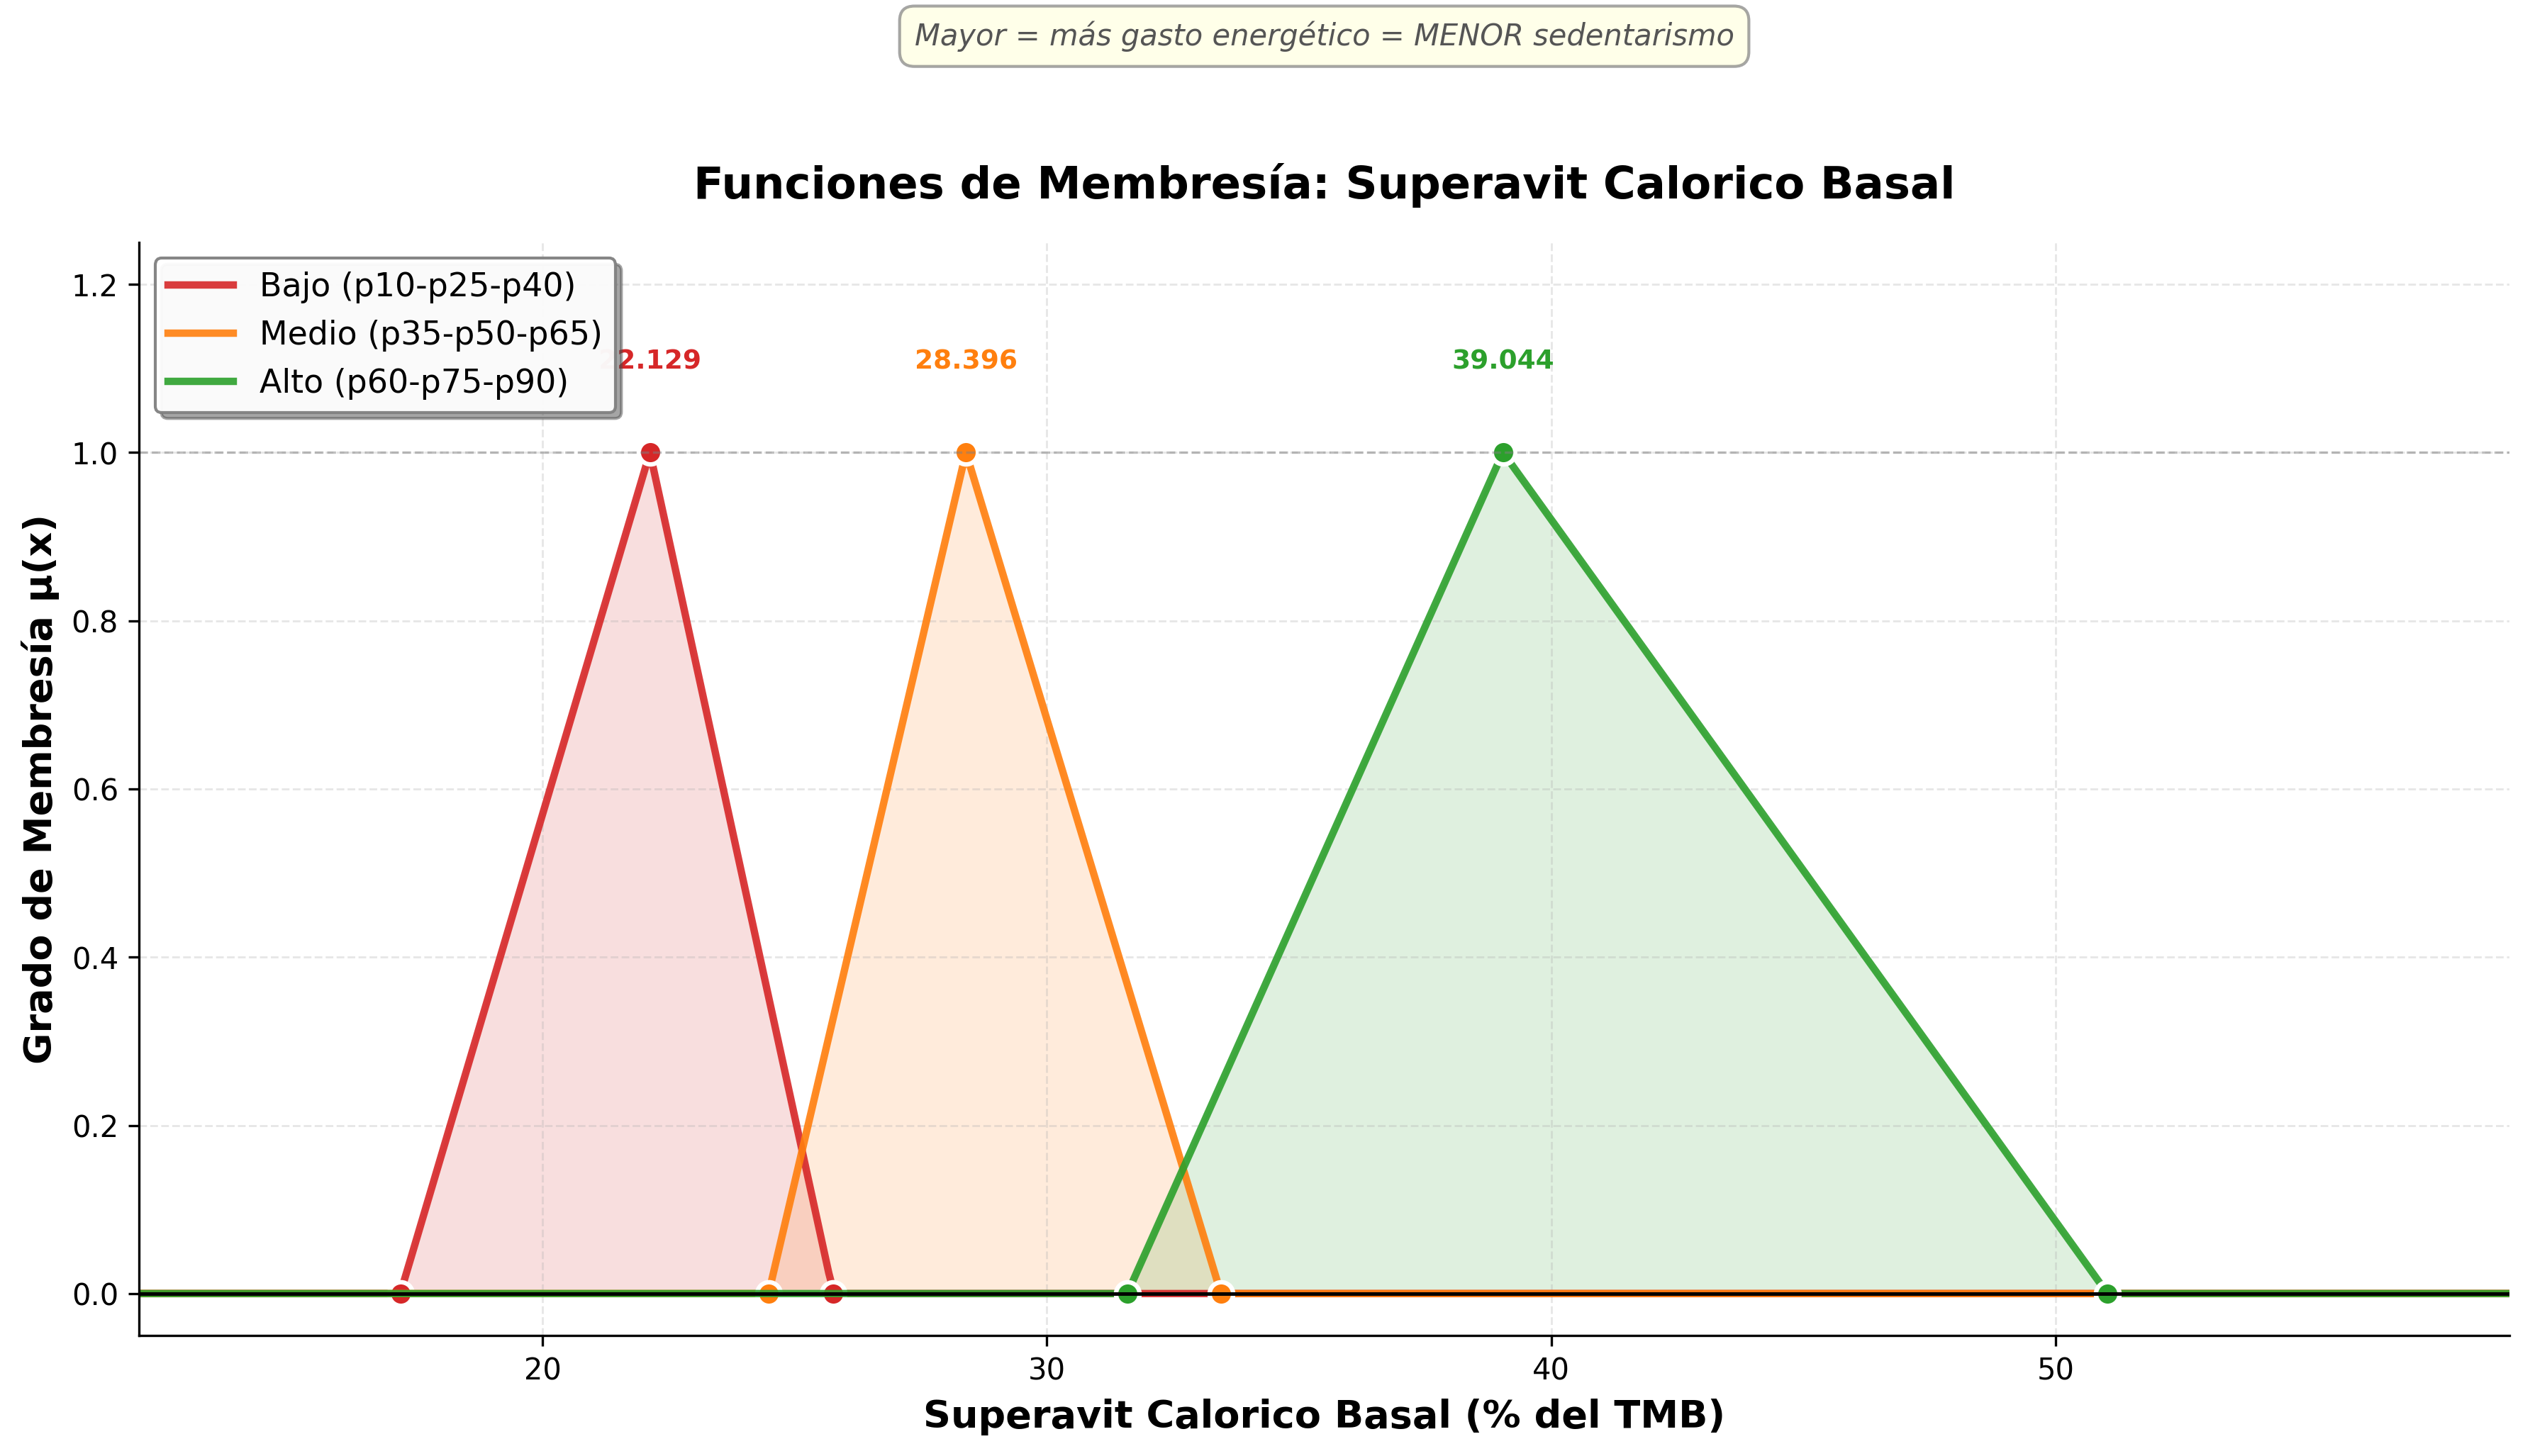 Mayor = más gasto energético = MENOR sedentarismo
Funciones de Membresía: Superavit Calorico Basal
Bajo (p10-p25-p40)
Medio (p35-p50-p65)
Alto (p60-p75-p90)
22.129
28.396
39.044
1.2
1.0
0.8
0.6
0.4
0.2
0.0
Grado de Membresía μ(x)
20
30
40
50
Superavit Calorico Basal (% del TMB)